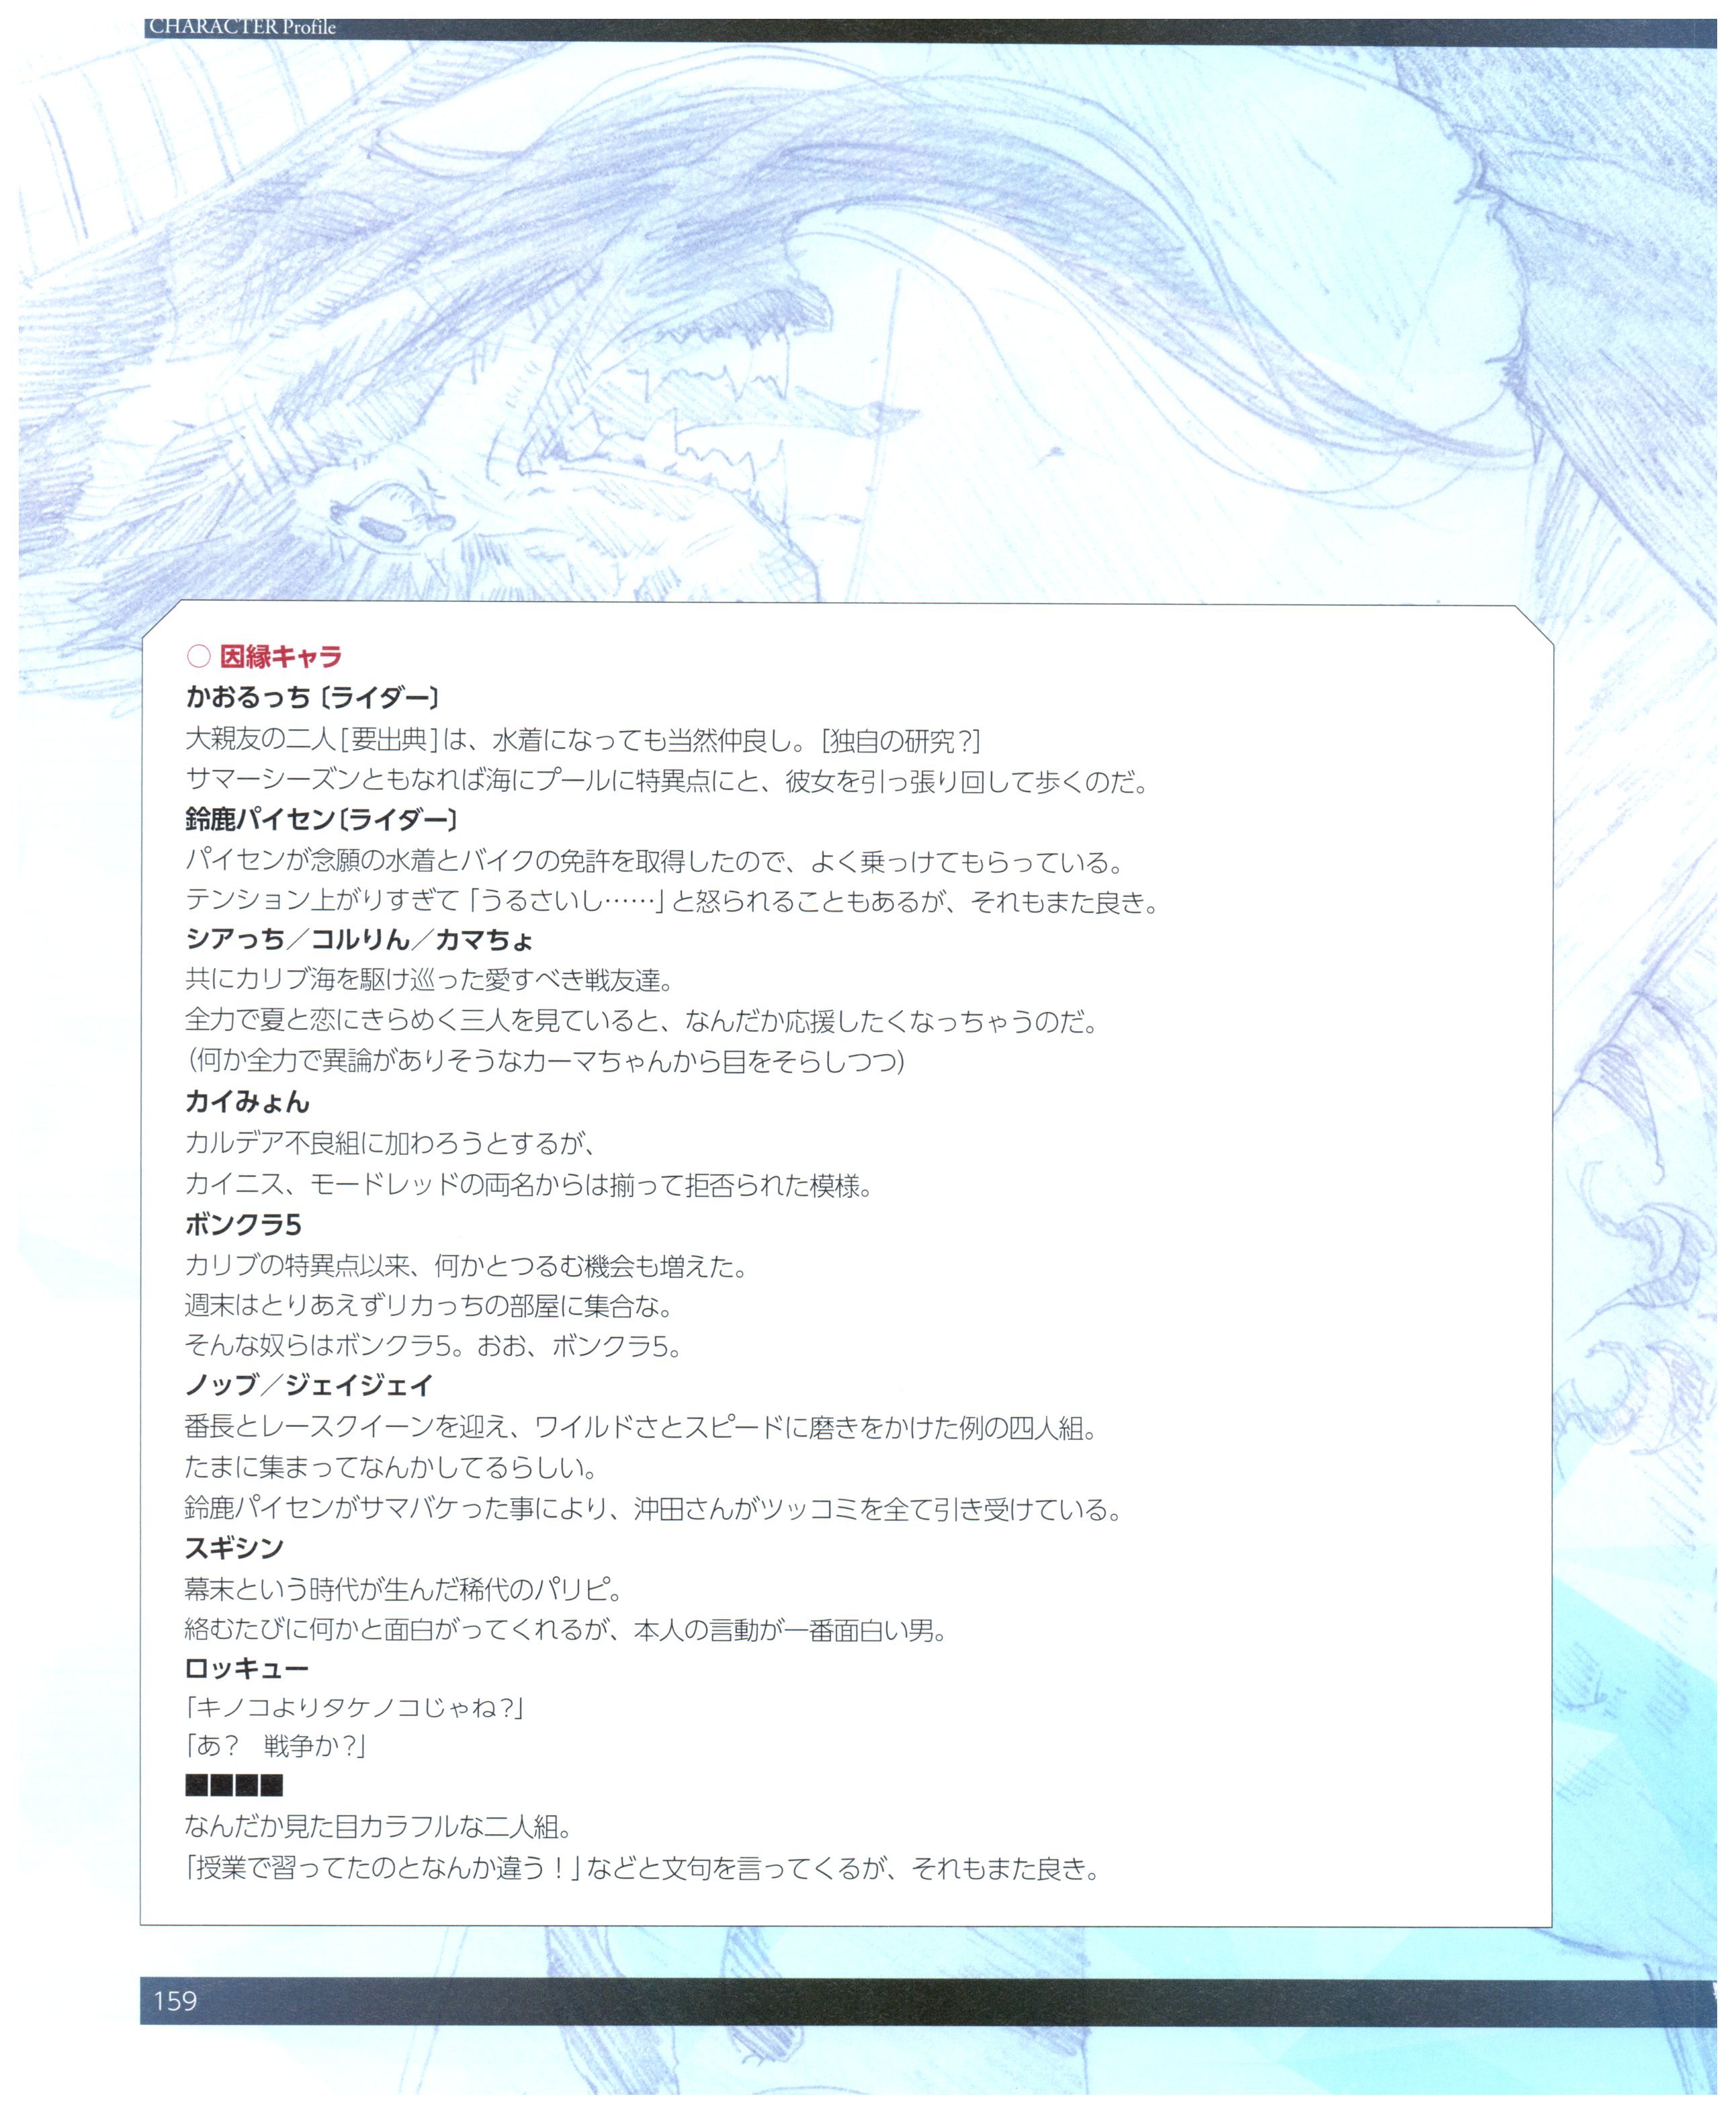 CHARACTER Profile
○ 因縁キャラ
かおるっち〔ライダー〕
大親友の二人[要出典]は、水着になっても当然仲良し。[独自の研究?]
サマーシーズンともなれば海にプールに特異点にと、彼女を引っ張り回して歩くのだ。
鈴鹿パイセン〔ライダー〕
パイセンが念願の水着とバイクの免許を取得したので、よく乗っけてもらっている。
テンション上がりすぎて「うるさいし……」と怒られることもあるが、それもまた良き。
シアっち／コルりん／カマちょ
共にカリブ海を駆け巡った愛すべき戦友達。
全力で夏と恋にきらめく三人を見ていると、なんだか応援したくなっちゃうのだ。
(何か全力で異論がありそうなカーマちゃんから目をそらしつつ)
カイみょん
カルデア不良組に加わろうとするが、
カイニス、モードレッドの両名からは揃って拒否られた模様。
ボンクラ5
カリブの特異点以来、何かとつるむ機会も増えた。
週末はとりあえずリカっちの部屋に集合な。
そんな奴らはボンクラ5。おお、ボンクラ5。
ノッブ／ジェイジェイ
番長とレースクイーンを迎え、ワイルドさとスピードに磨きをかけた例の四人組。
たまに集まってなんかしてるらしい。
鈴鹿パイセンがサマバケった事により、沖田さんがツッコミを全て引き受けている。
スギシン
幕末という時代が生んだ稀代のパリピ。
絡むたびに何かと面白がってくれるが、本人の言動が一番面白い男。
ロッキュー
「キノコよりタケノコじゃね?」
「あ?　戦争か?」
■■■■
なんだか見た目カラフルな二人組。
「授業で習ってたのとなんか違う！」などと文句を言ってくるが、それもまた良き。
159